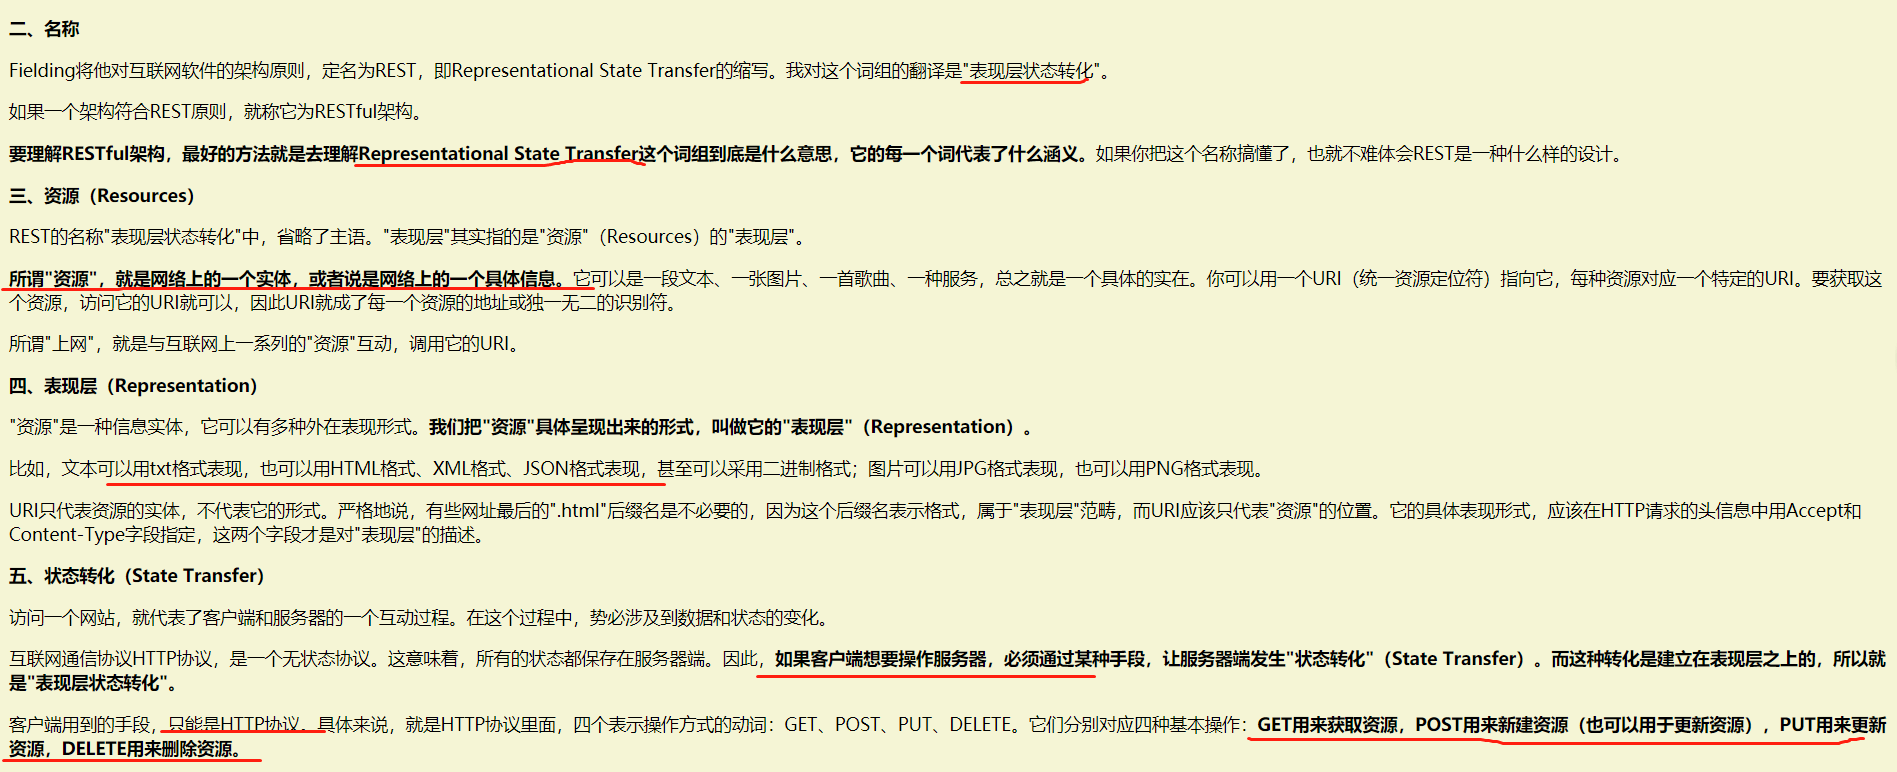 二、名称
Fielding将他对互联网软件的架构原则，定名为REST，即Representational State Transfer的缩写。我对这个词组的翻译是"表现层状态转化"。
如果一个架构符合REST原则，就称它为RESTful架构。
要理解RESTful架构，最好的方法就是去理解Representational State Transfer这个词组到底是什么意思，它的每一个词代表了什么涵义。如果你把这个名称搞懂了，也就不难体会REST是一种什么样的设计。
三、资源（Resources）
REST的名称"表现层状态转化"中，省略了主语。"表现层"其实指的是"资源"（Resources）的"表现层"。
所谓"资源"，就是网络上的一个实体，或者说是网络上的一个具体信息。它可以是一段文本、一张图片、一首歌曲、一种服务，总之就是一个具体的实在。你可以用一个URI（统一资源定位符）指向它，每种资源对应一个特定的URI。要获取这
个资源，访问它的URI就可以，因此URI就成了每一个资源的地址或独一无二的识别符。
所谓"上网"，就是与互联网上一系列的"资源"互动，调用它的URI。
四、表现层（Representation）
"资源"是一种信息实体，它可以有多种外在表现形式。我们把"资源"具体呈现出来的形式，叫做它的"表现层"（Representation）。
比如，文本可以用txt格式表现，也可以用HTML格式、XML格式、JSON格式表现，甚至可以采用二进制格式；图片可以用JPG格式表现，也可以用PNG格式表现。
URI只代表资源的实体，不代表它的形式。严格地说，有些网址最后的".html"后缀名是不必要的，因为这个后缀名表示格式，属于"表现层"范畴，而URI应该只代表"资源"的位置。它的具体表现形式，应该在HTTP请求的头信息中用Accept和
Content-Type字段指定，这两个字段才是对"表现层"的描述。
五、状态转化（State Transfer）
访问一个网站，就代表了客户端和服务器的一个互动过程。在这个过程中，势必涉及到数据和状态的变化。
互联网通信协议HTTP协议，是一个无状态协议。这意味着，所有的状态都保存在服务器端。因此，如果客户端想要操作服务器，必须通过某种手段，让服务器端发生"状态转化"（State Transfer）。而这种转化是建立在表现层之上的，所以就
是"表现层状态转化"。
客户端用到的手段，只能是HTTP协议。具体来说，就是HTTP协议里面，四个表示操作方式的动词：GET、POST、PUT、DELETE。它们分别对应四种基本操作：GET用来获取资源，POST用来新建资源（也可以用于更新资源），PUT用来更新
资源，DELETE用来删除资源。